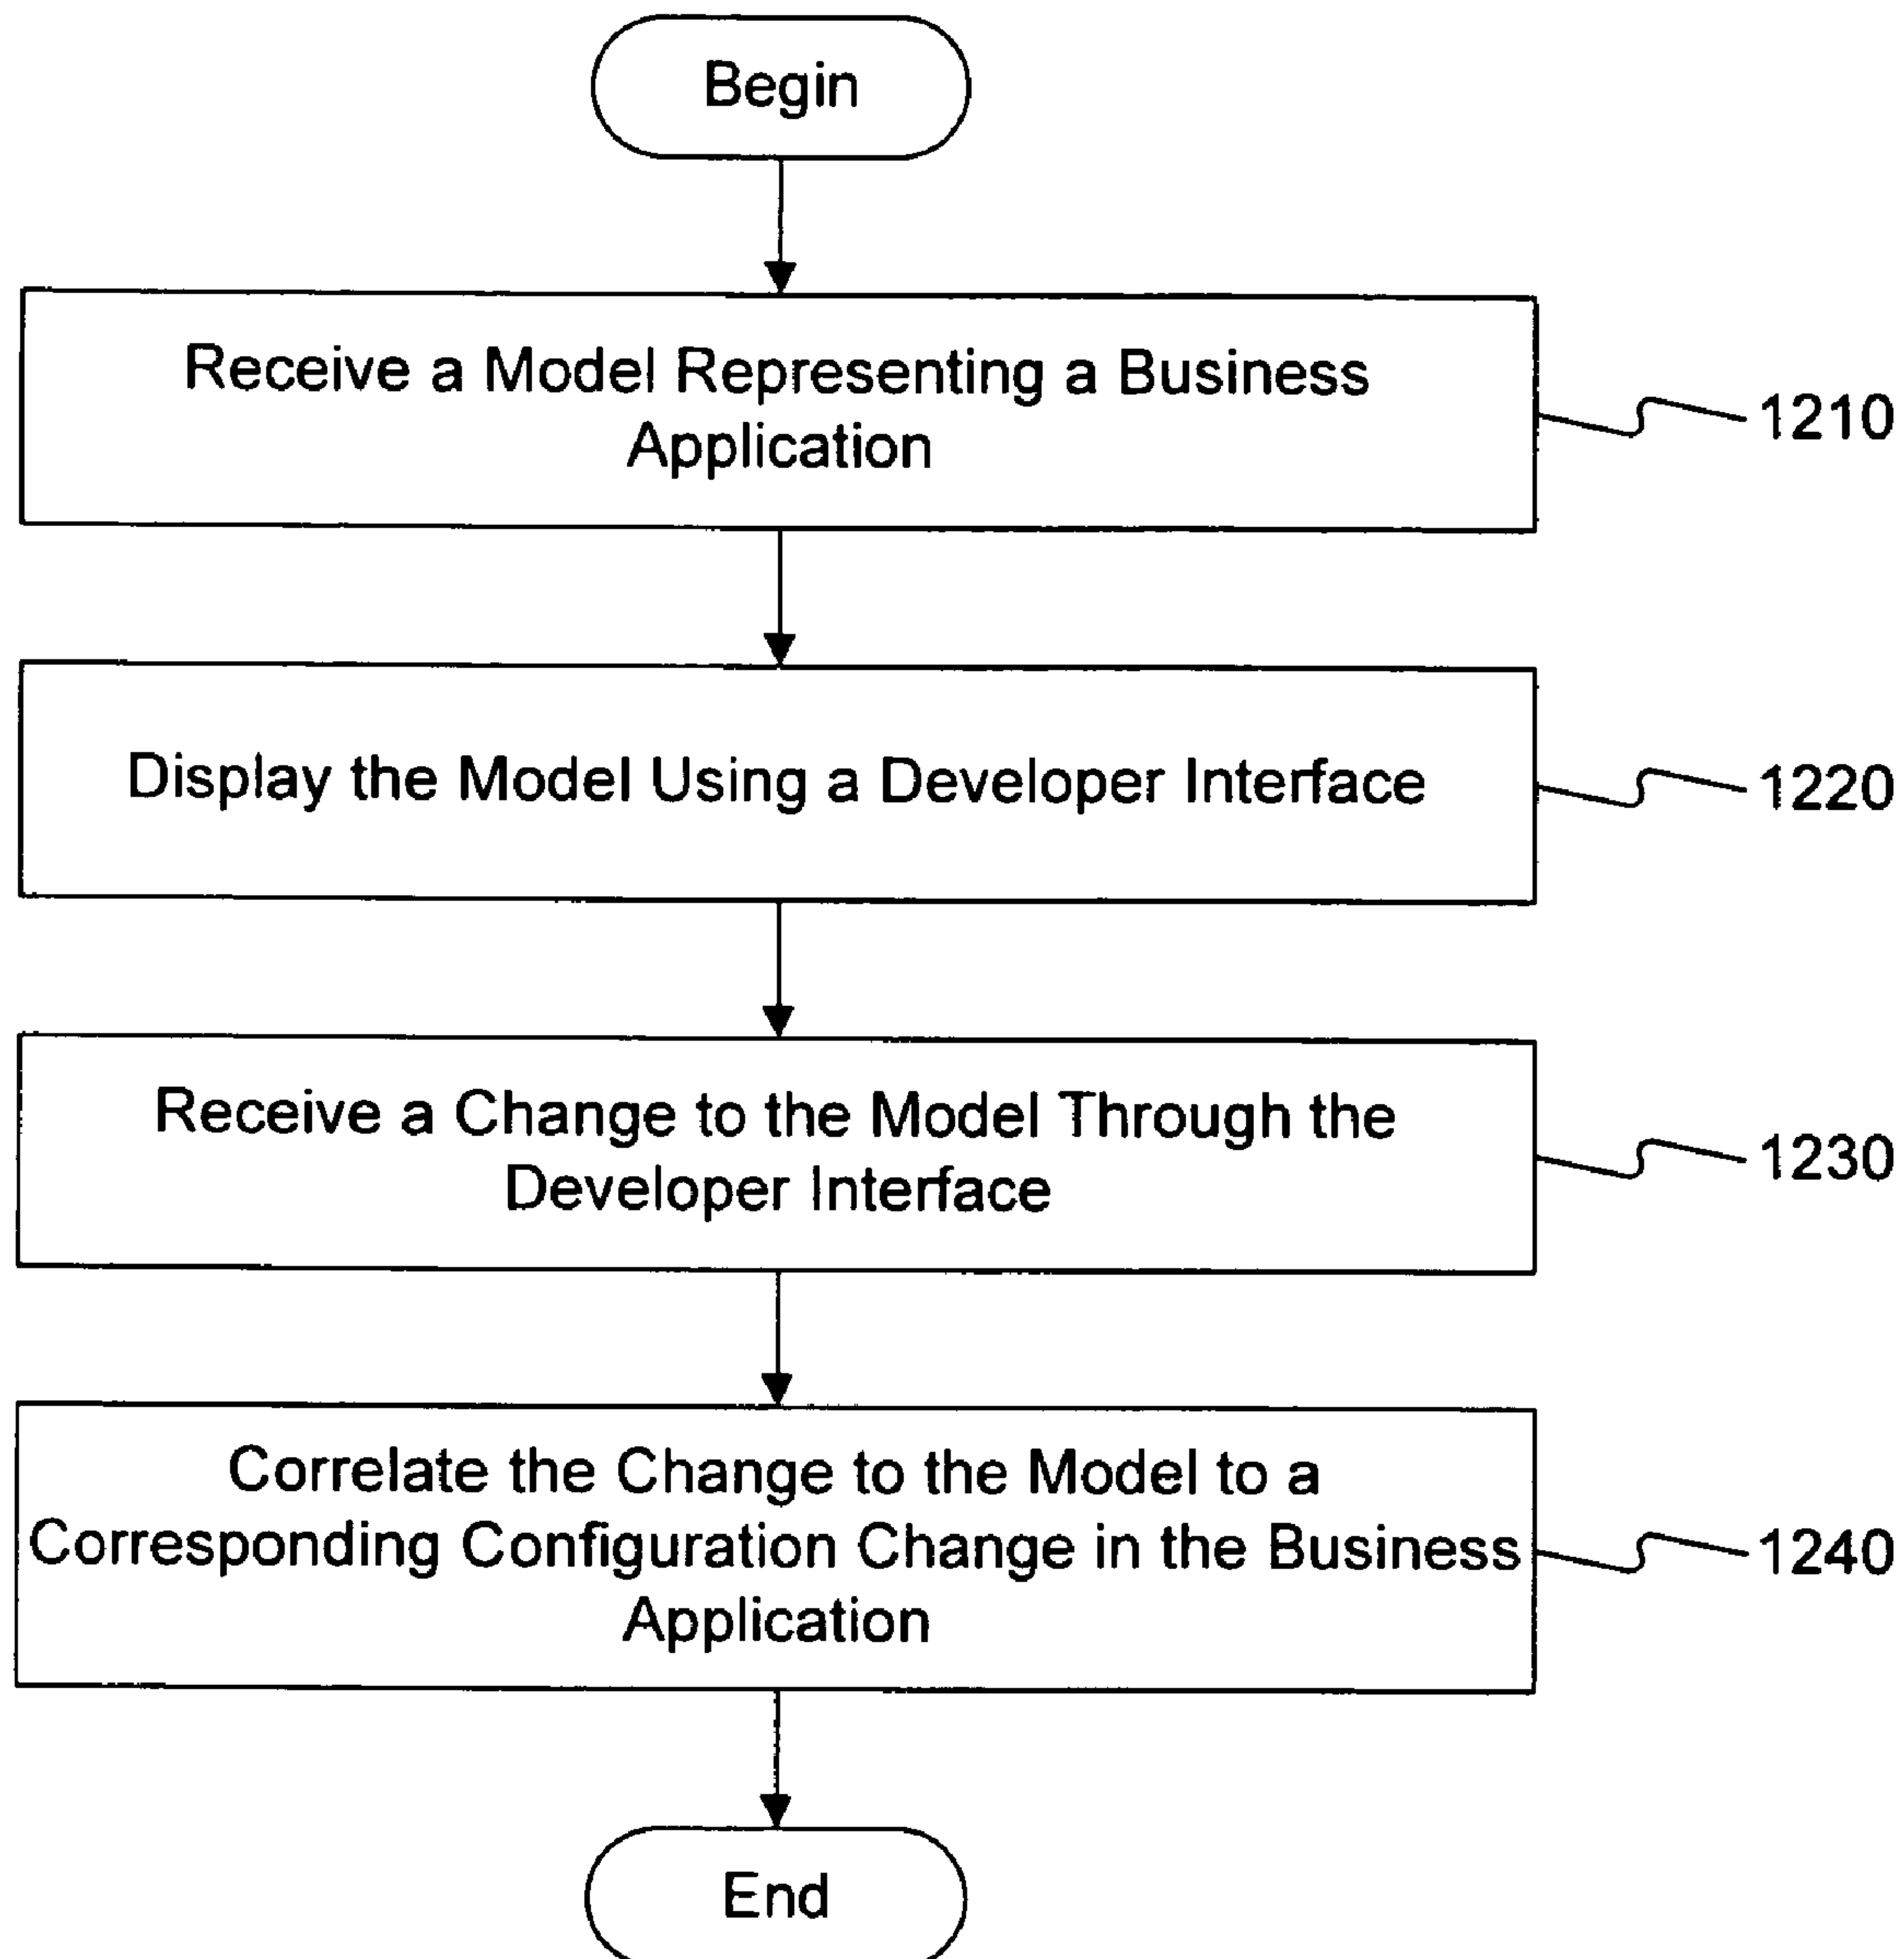 Begin
Receive a Model Representing a Business
Application
1210
Display the Model Using a Developer Interface
1220
Receive a Change to the Model Through the
Developer Interface
1230
Correlate the Change to the Model to a
Corresponding Configuration Change in the Business
Application
1240
End